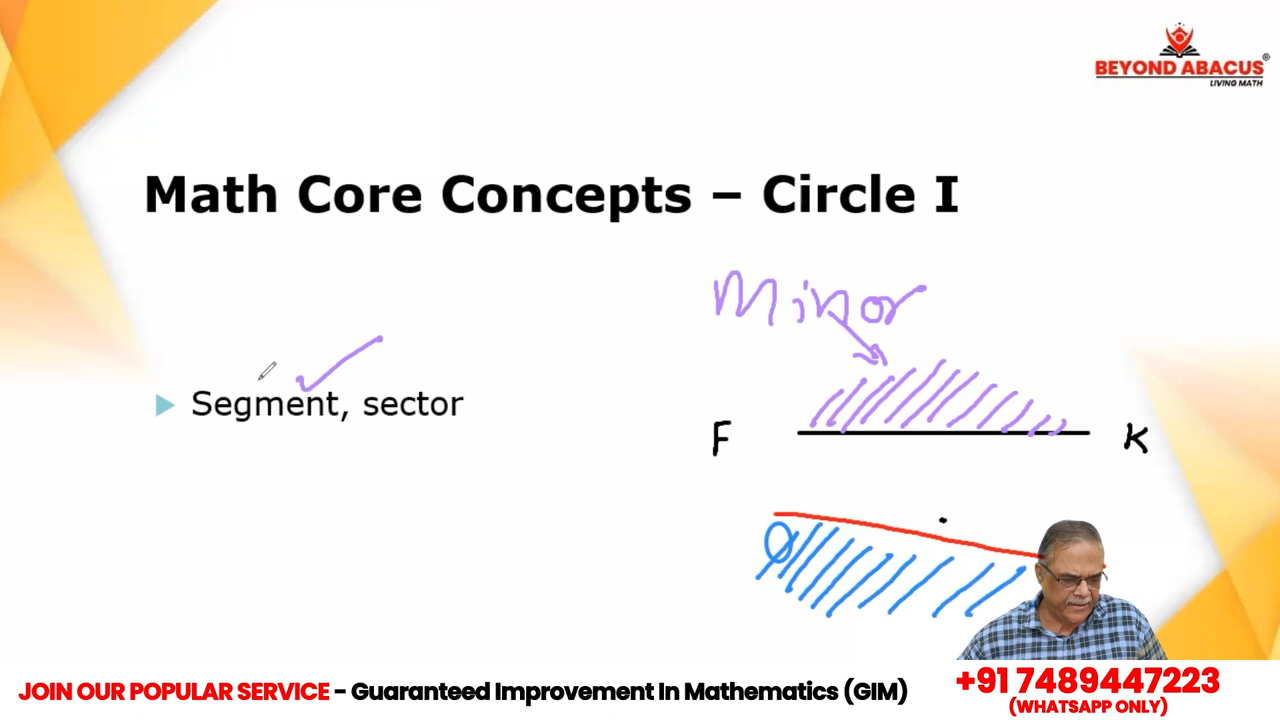 BEYOND ABACUS®
LIVING MATH
Math Core Concepts – Circle I
Minor
Segment, sector
F
K
JOIN OUR POPULAR SERVICE – Guaranteed Improvement In Mathematics (GIM)
+91 7489447223
(WHATSAPP ONLY)